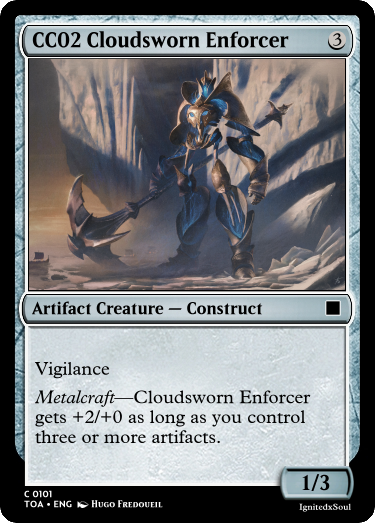 CC02 Cloudsworn Enforcer 3
Artifact Creature — Construct
Vigilance
Metalcraft—Cloudsworn Enforcer
gets +2/+0 as long as you control
three or more artifacts.
1/3
C 0101
TOA • ENG Hugo Fredoueil
IgnitedxSoul